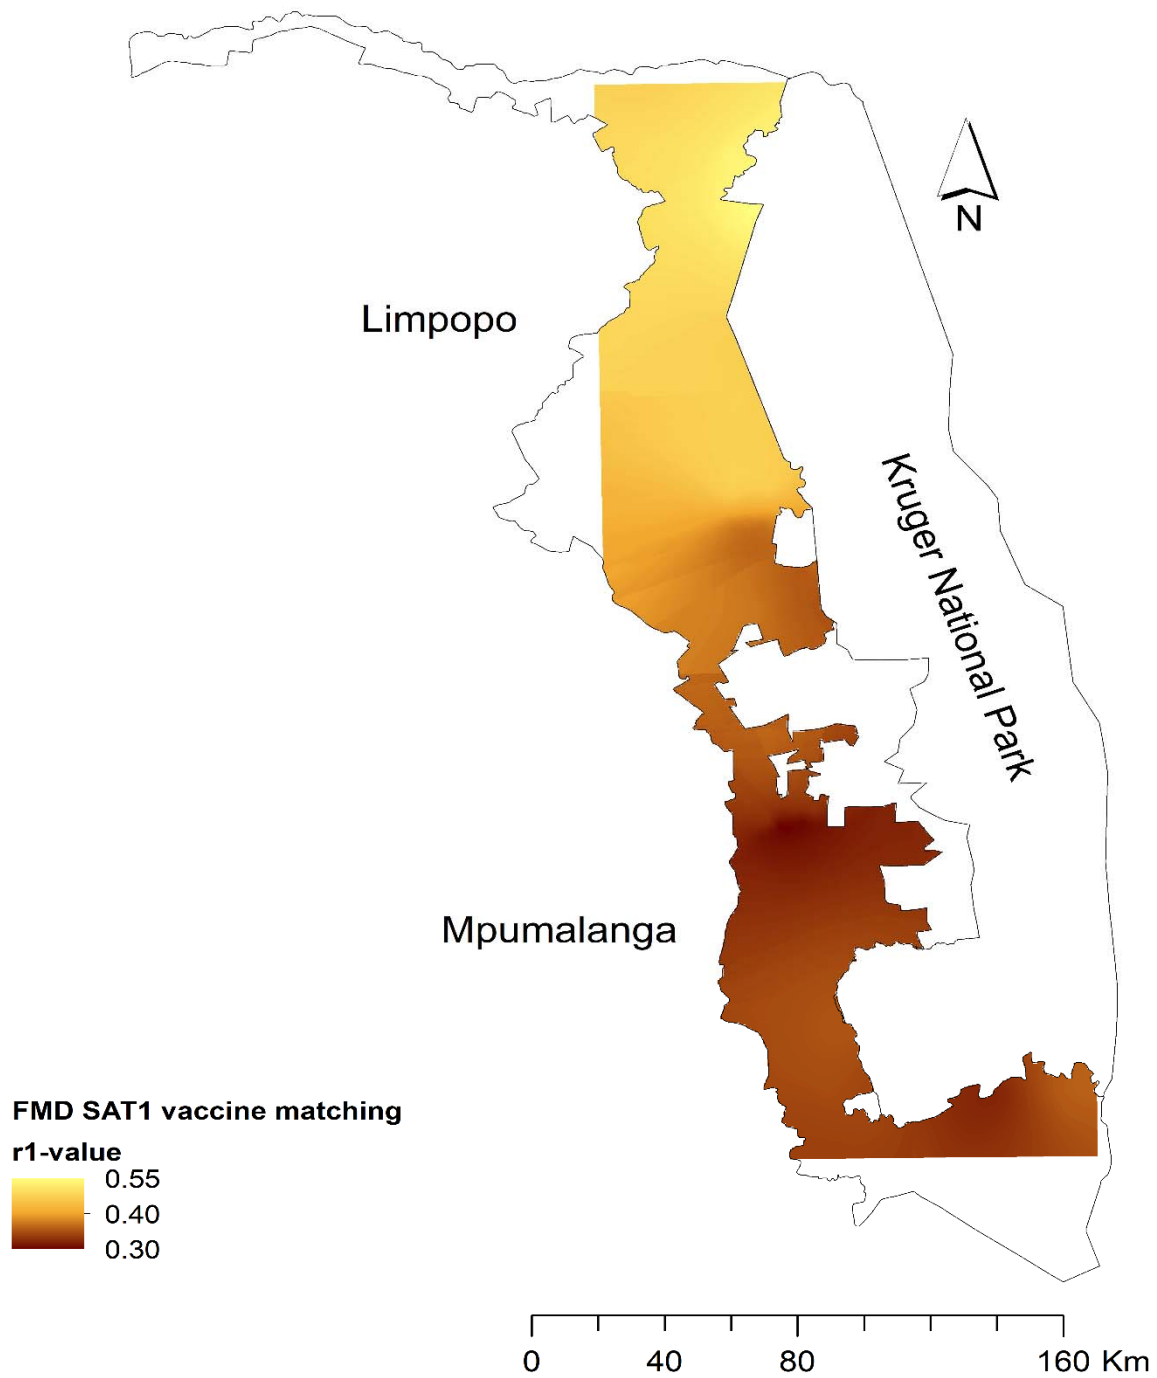 N
Limpopo
Kruger National Park
Mpumalanga
FMD SAT1 vaccine matching
r1-value
0.55
0.40
0.30
0 40 80 160 Km